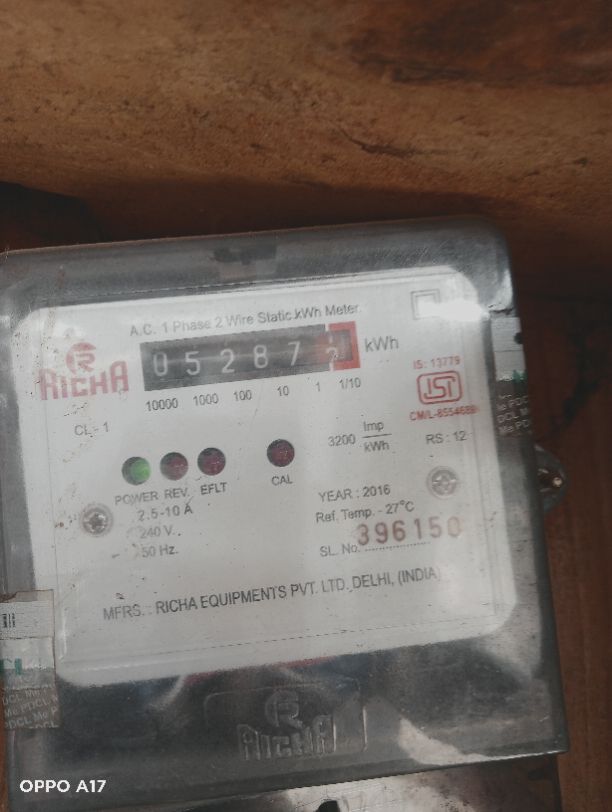 A.C. 1 Phase 2 Wire Static kWh Meter
RICHA
0 5 2 8 7 kWh
10000 1000 100 10 1 1/10
IS: 13779
CL - 1
3200 Imp
kWh
RS : 12
POWER REV. EFLT CAL
2.5-10 A
240 V.
50 Hz.
YEAR : 2016
Ref. Temp. - 27°C
SL. No. 396150
MFRS. : RICHA EQUIPMENTS PVT. LTD. DELHI, (INDIA)
RICHA
OPPO A17